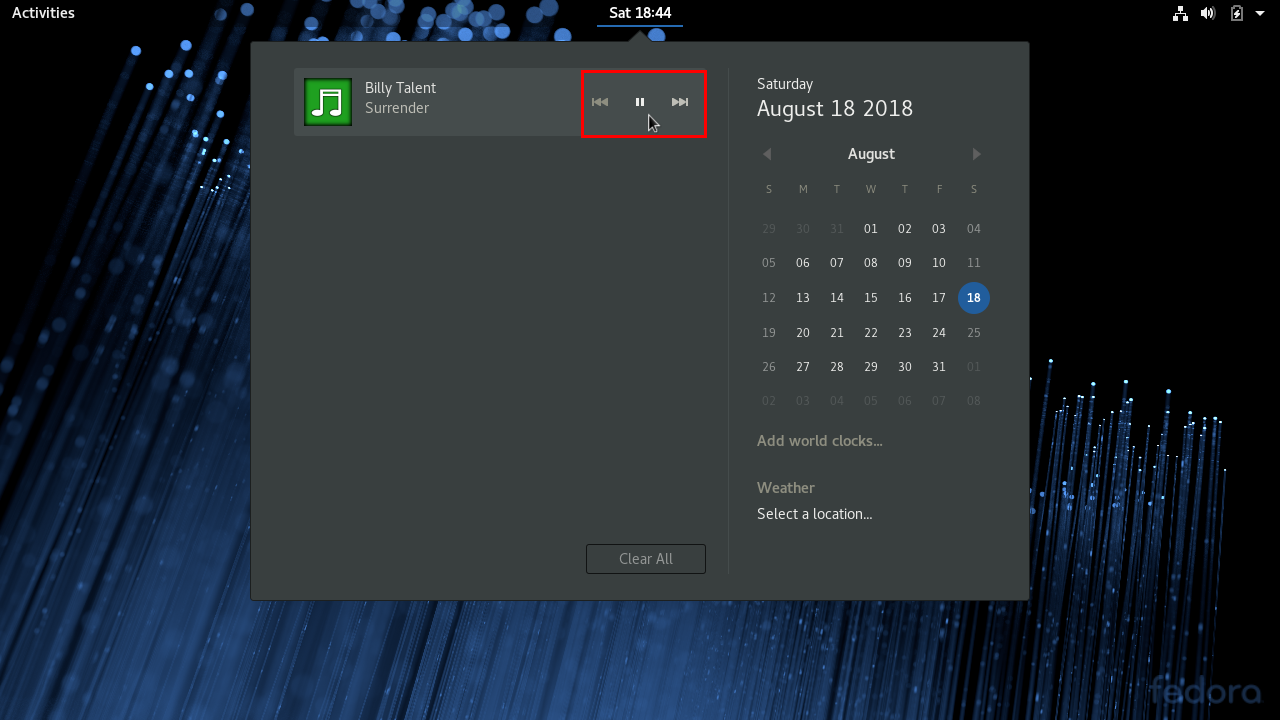 Activities
Sat 18:44
Billy Talent
Surrender
Clear All
Saturday
August 18 2018
August
S M T W T F S
29 30 31 01 02 03 04
05 06 07 08 09 10 11
12 13 14 15 16 17 18
19 20 21 22 23 24 25
26 27 28 29 30 31 01
02 03 04 05 06 07 08
Add world clocks...
Weather
Select a location...
fedora